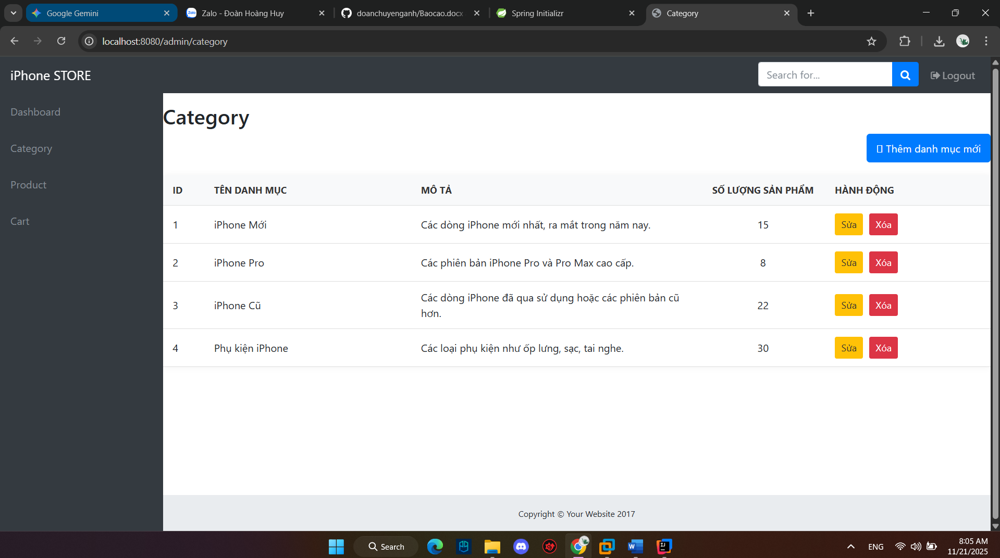 Google Gemini
Zalo - Đoàn Hoàng Huy
doanchuyenganh/Baocao.docx
Spring Initializr
Category
localhost:8080/admin/category
iPhone STORE
Search for...
Logout
Dashboard
Category
Product
Cart
Category
Thêm danh mục mới
ID TÊN DANH MỤC MÔ TẢ SỐ LƯỢNG SẢN PHẨM HÀNH ĐỘNG
1 iPhone Mới Các dòng iPhone mới nhất, ra mắt trong năm nay. 15 Sửa Xóa
2 iPhone Pro Các phiên bản iPhone Pro và Pro Max cao cấp. 8 Sửa Xóa
3 iPhone Cũ Các dòng iPhone đã qua sử dụng hoặc các phiên bản cũ
hơn. 22 Sửa Xóa
4 Phụ kiện iPhone Các loại phụ kiện như ốp lưng, sạc, tai nghe. 30 Sửa Xóa
Copyright © Your Website 2017
Search
ENG
8:05 AM
11/21/2025